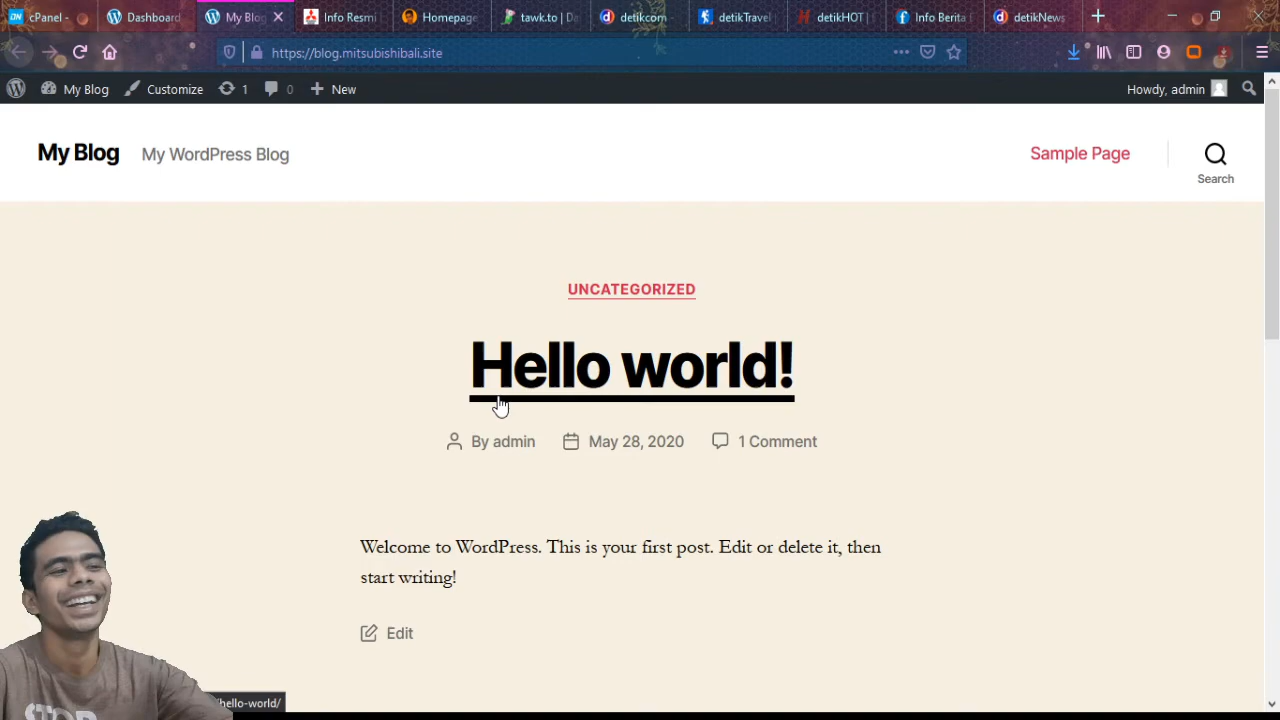 cPanel - Dashboard My Blog Info Resmi Homepage tawk.to | Da detikcom - detikTravel detikHOT | Info Berita detikNews
https://blog.mitsubishibali.site
My Blog Customize 1 0 New Howdy, admin
My Blog My WordPress Blog Sample Page
Search
UNCATEGORIZED
Hello world!
By admin May 28, 2020 1 Comment
Welcome to WordPress. This is your first post. Edit or delete it, then
start writing!
Edit
hello-world/